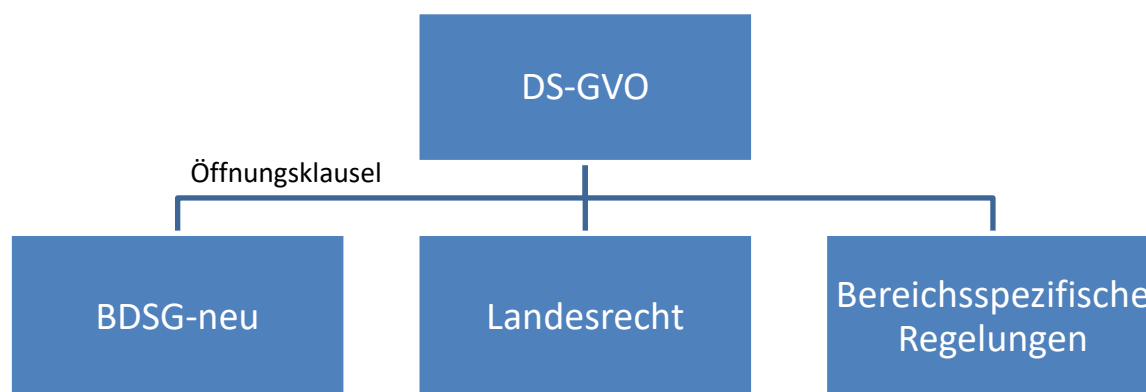 DS-GVO
Öffnungsklausel
BDSG-neu
Landesrecht
Bereichsspezifische
Regelungen